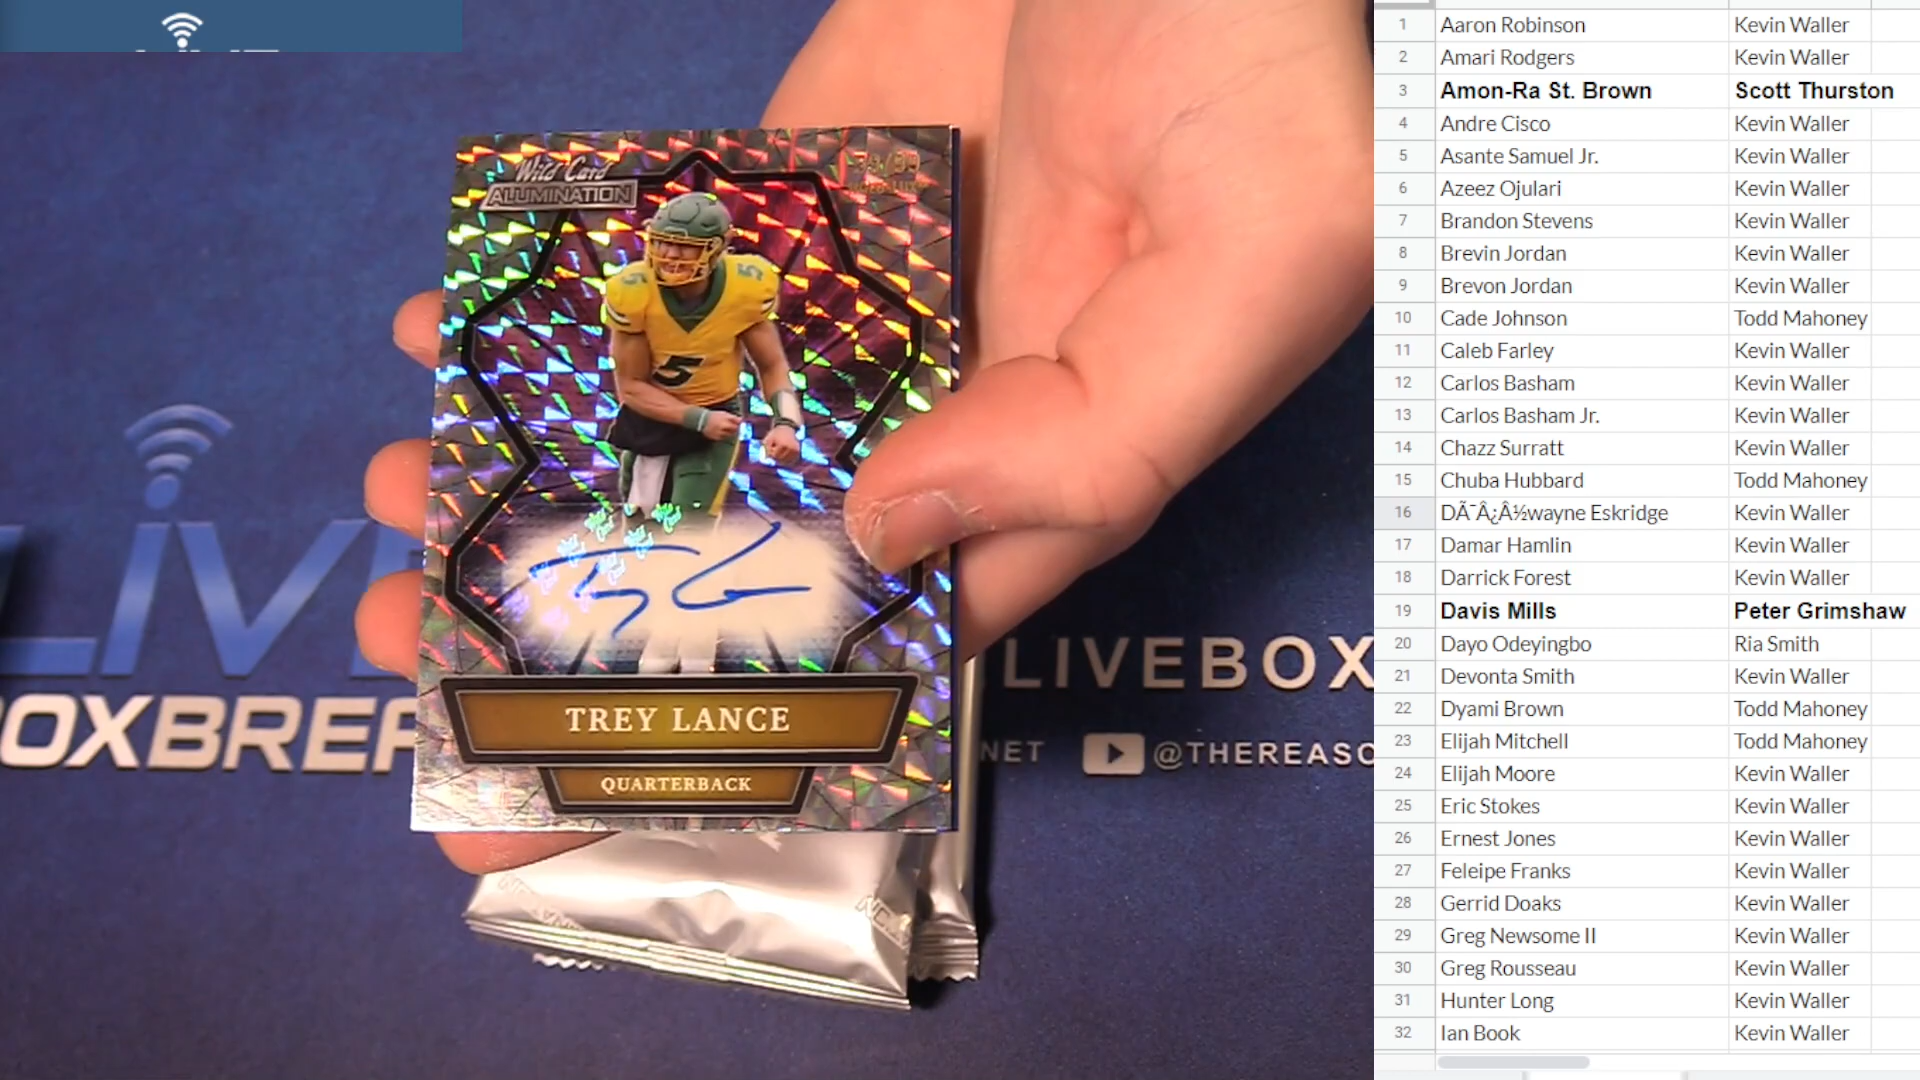 Wild Card
ALUMINATION
5
5
5
TREY LANCE
QUARTERBACK
LIVE
OXBREA
LIVEBOX
NET @THEREASO
1 Aaron Robinson Kevin Waller
2 Amari Rodgers Kevin Waller
3 Amon-Ra St. Brown Scott Thurston
4 Andre Cisco Kevin Waller
5 Asante Samuel Jr. Kevin Waller
6 Azeez Ojulari Kevin Waller
7 Brandon Stevens Kevin Waller
8 Brevin Jordan Kevin Waller
9 Brevon Jordan Kevin Waller
10 Cade Johnson Todd Mahoney
11 Caleb Farley Kevin Waller
12 Carlos Basham Kevin Waller
13 Carlos Basham Jr. Kevin Waller
14 Chazz Surratt Kevin Waller
15 Chuba Hubbard Todd Mahoney
16 DÃ¯Â¿Â½wayne Eskridge Kevin Waller
17 Damar Hamlin Kevin Waller
18 Darrick Forest Kevin Waller
19 Davis Mills Peter Grimshaw
20 Dayo Odeyingbo Ria Smith
21 Devonta Smith Kevin Waller
22 Dyami Brown Todd Mahoney
23 Elijah Mitchell Todd Mahoney
24 Elijah Moore Kevin Waller
25 Eric Stokes Kevin Waller
26 Ernest Jones Kevin Waller
27 Feleipe Franks Kevin Waller
28 Gerrid Doaks Kevin Waller
29 Greg Newsome II Kevin Waller
30 Greg Rousseau Kevin Waller
31 Hunter Long Kevin Waller
32 Ian Book Kevin Waller